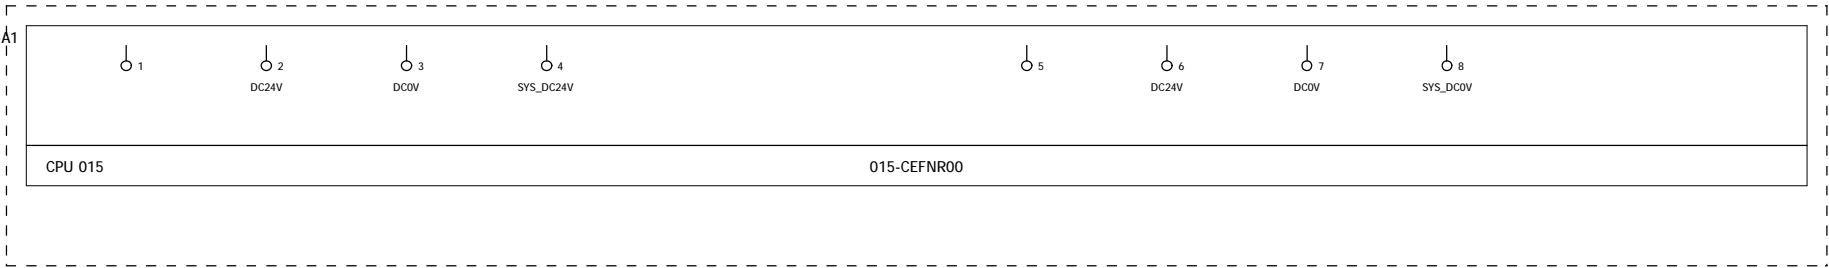 A1
1 2 3 4 5 6 7 8
DC24V DC0V SYS_DC24V DC24V DC0V SYS_DC0V
CPU 015 015-CEFNR00